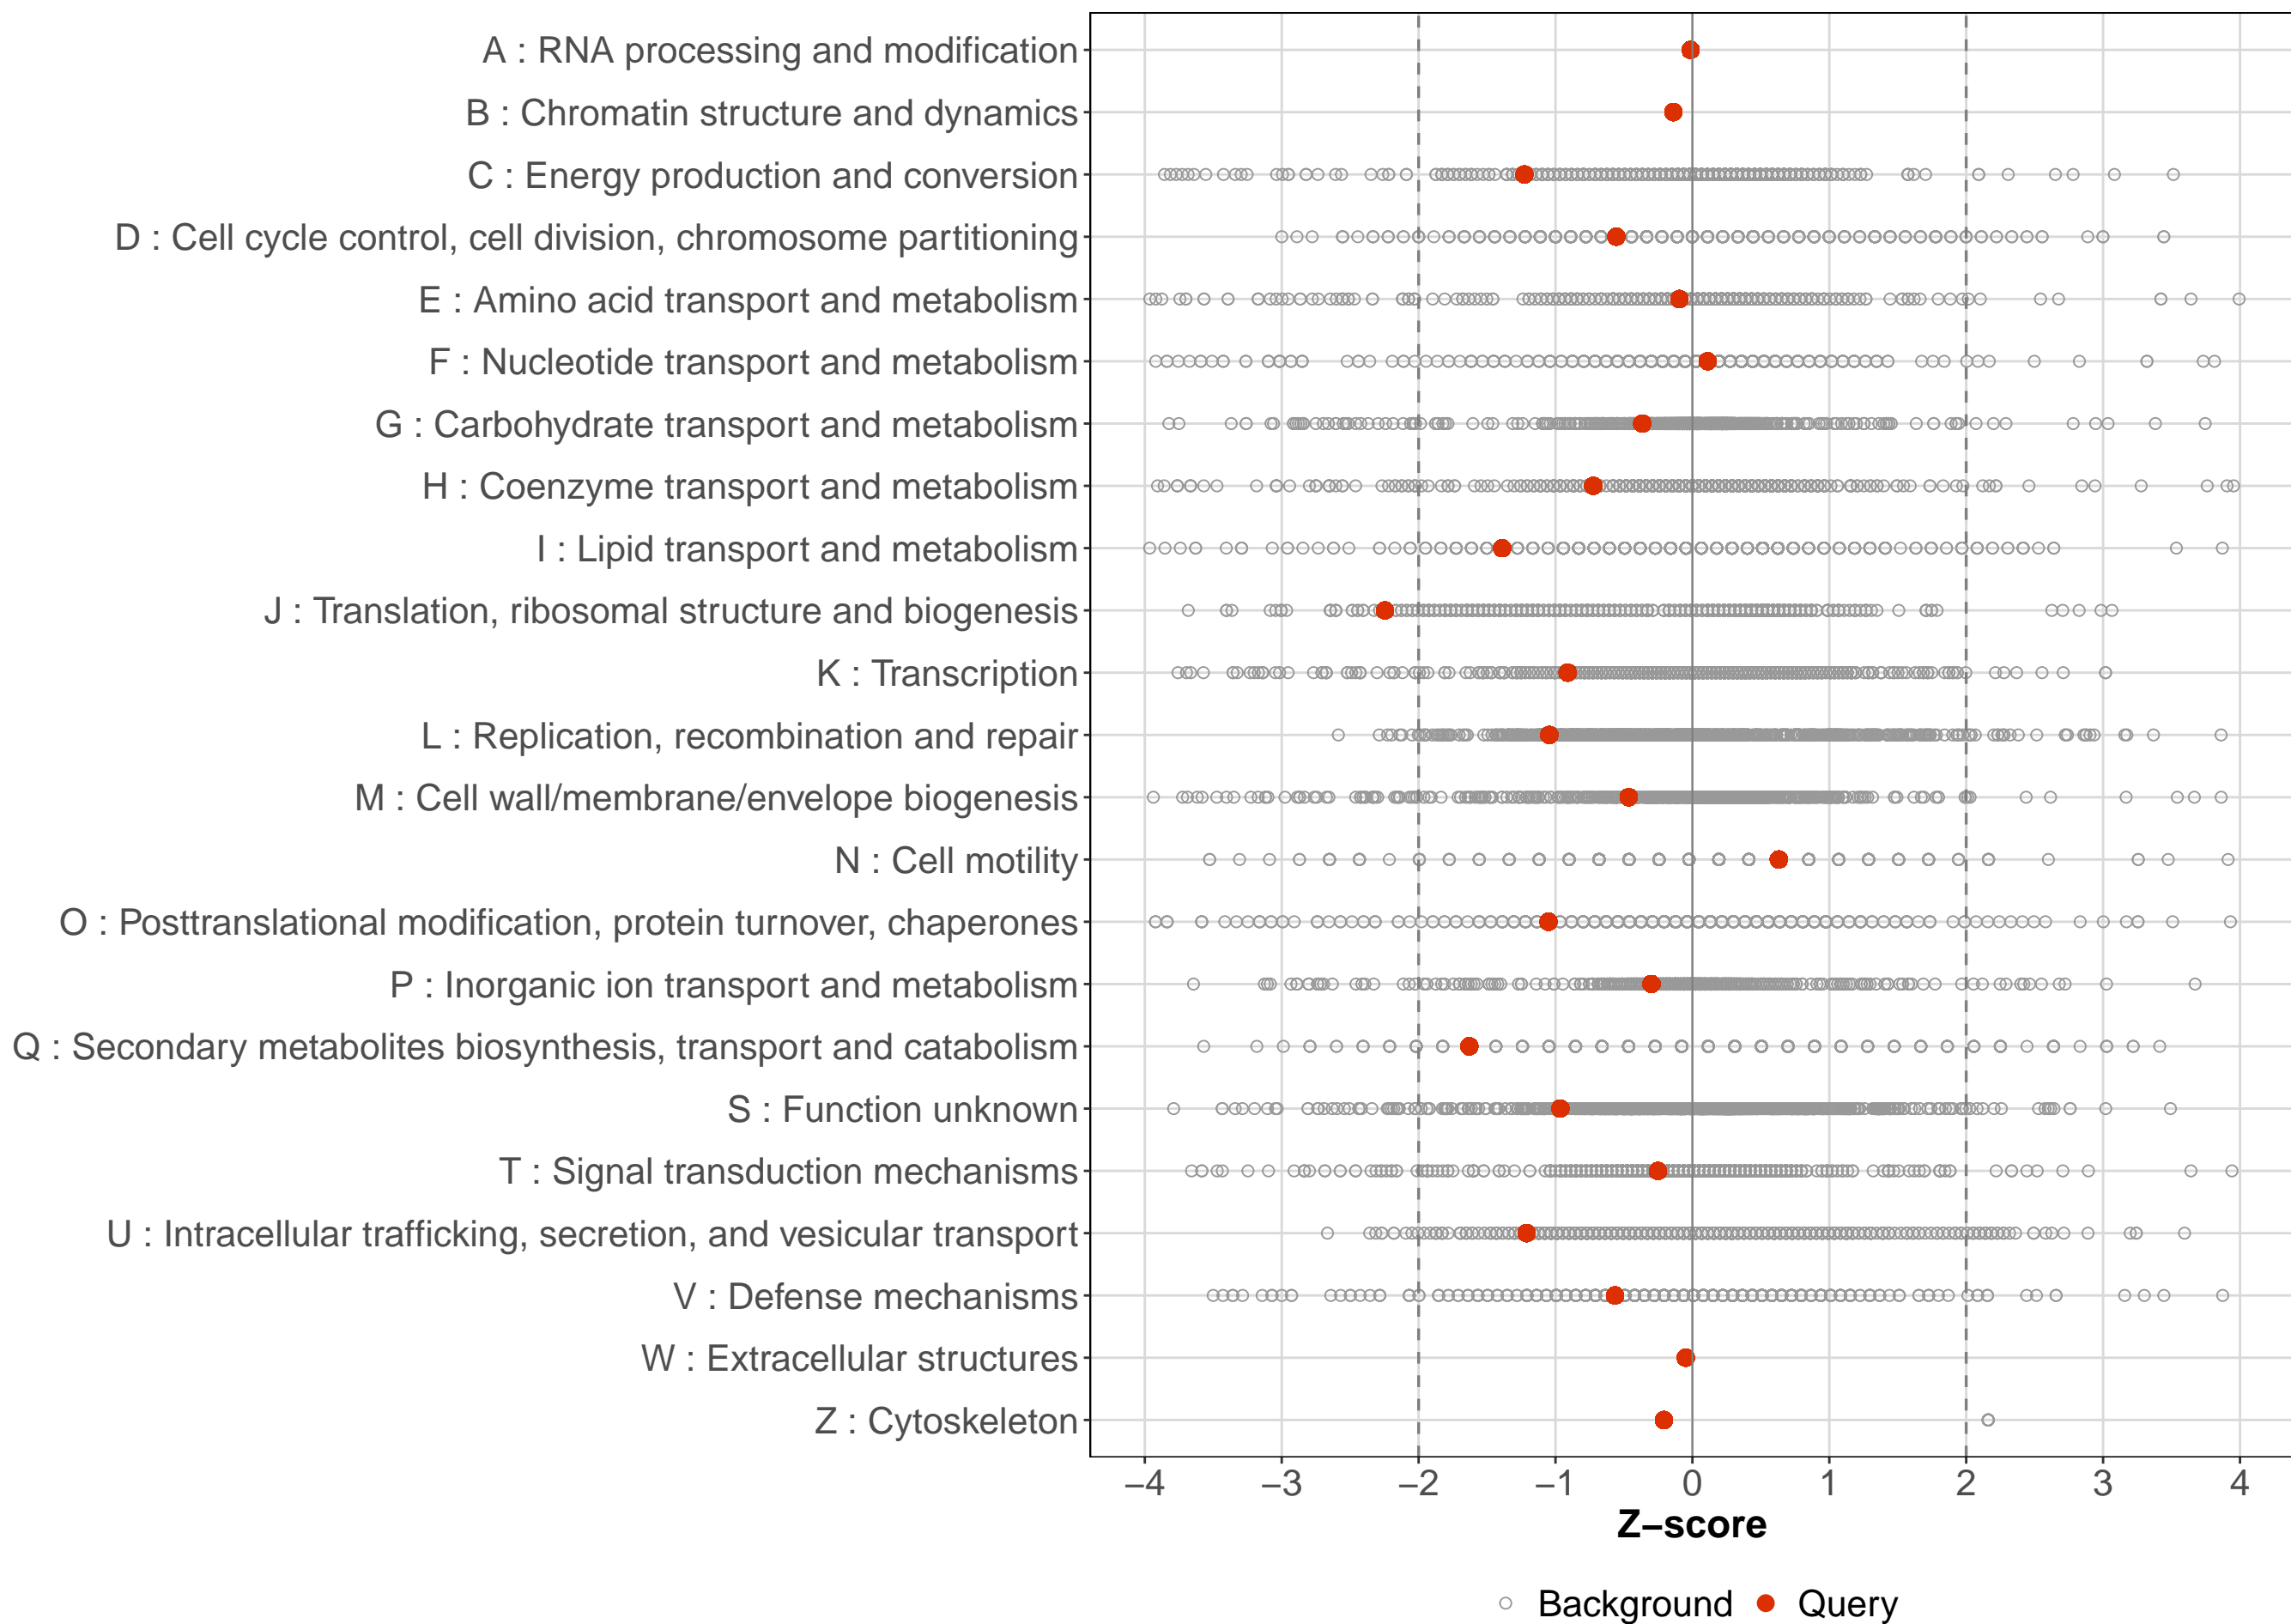 A : RNA processing and modification
B : Chromatin structure and dynamics
C : Energy production and conversion
D : Cell cycle control, cell division, chromosome partitioning
E : Amino acid transport and metabolism
F : Nucleotide transport and metabolism
G : Carbohydrate transport and metabolism
H : Coenzyme transport and metabolism
I : Lipid transport and metabolism
J : Translation, ribosomal structure and biogenesis
K : Transcription
L : Replication, recombination and repair
M : Cell wall/membrane/envelope biogenesis
N : Cell motility
O : Posttranslational modification, protein turnover, chaperones
P : Inorganic ion transport and metabolism
Q : Secondary metabolites biosynthesis, transport and catabolism
S : Function unknown
T : Signal transduction mechanisms
U : Intracellular trafficking, secretion, and vesicular transport
V : Defense mechanisms
W : Extracellular structures
Z : Cytoskeleton
−4 −3 −2 −1 0 1 2 3 4
Z−score
Background Query